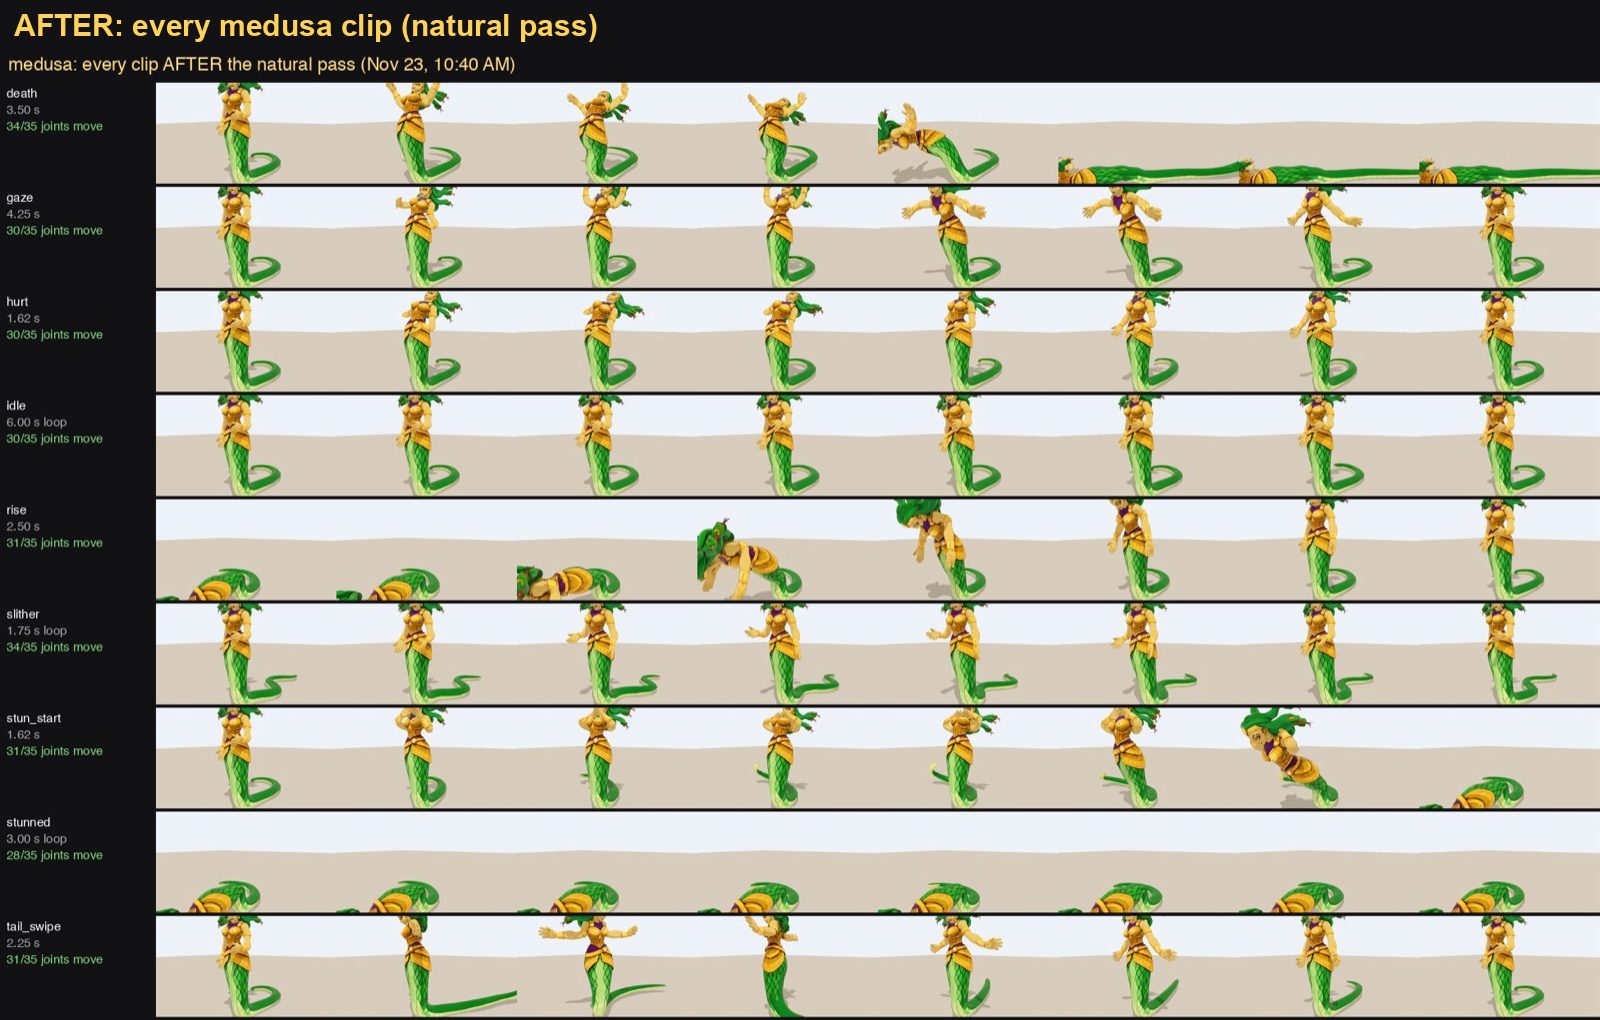 AFTER: every medusa clip (natural pass)
medusa: every clip AFTER the natural pass (Nov 23, 10:40 AM)
death
3.50 s
34/35 joints move
gaze
4.25 s
30/35 joints move
hurt
1.62 s
30/35 joints move
idle
6.00 s loop
30/35 joints move
rise
2.50 s
31/35 joints move
slither
1.75 s loop
34/35 joints move
stun_start
1.62 s
31/35 joints move
stunned
3.00 s loop
28/35 joints move
tail_swipe
2.25 s
31/35 joints move